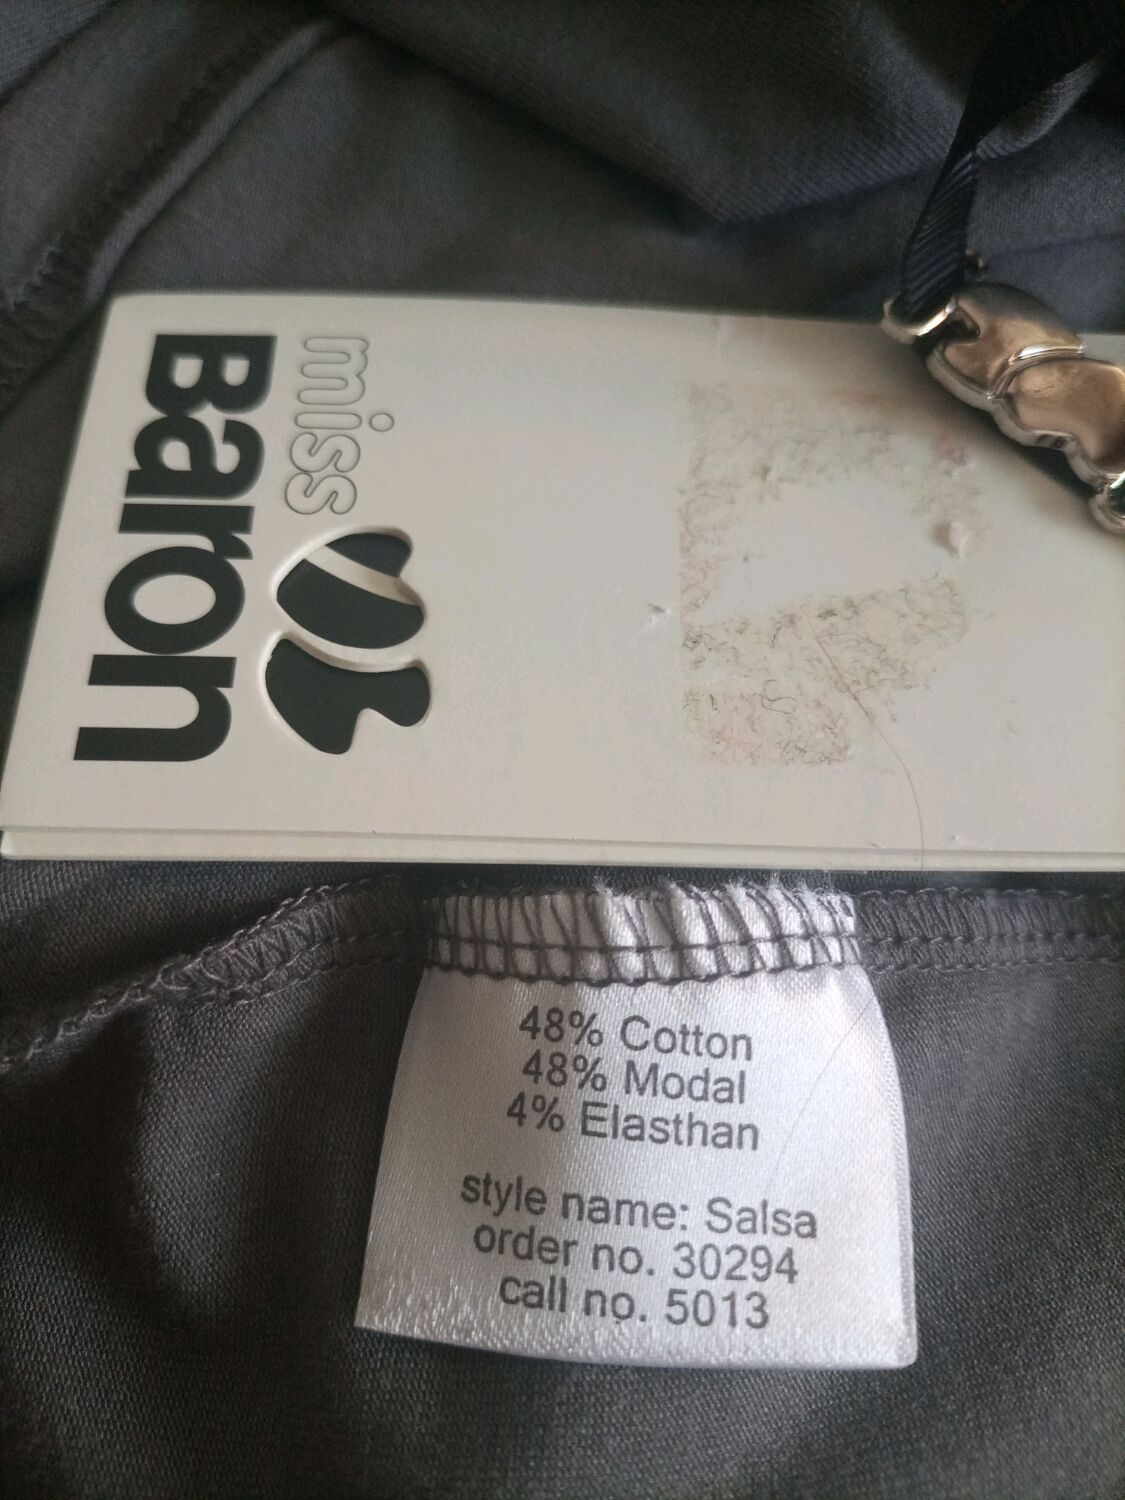 miss
Baron
48% Cotton
48% Modal
4% Elasthan
style name: Salsa
order no. 30294
call no. 5013